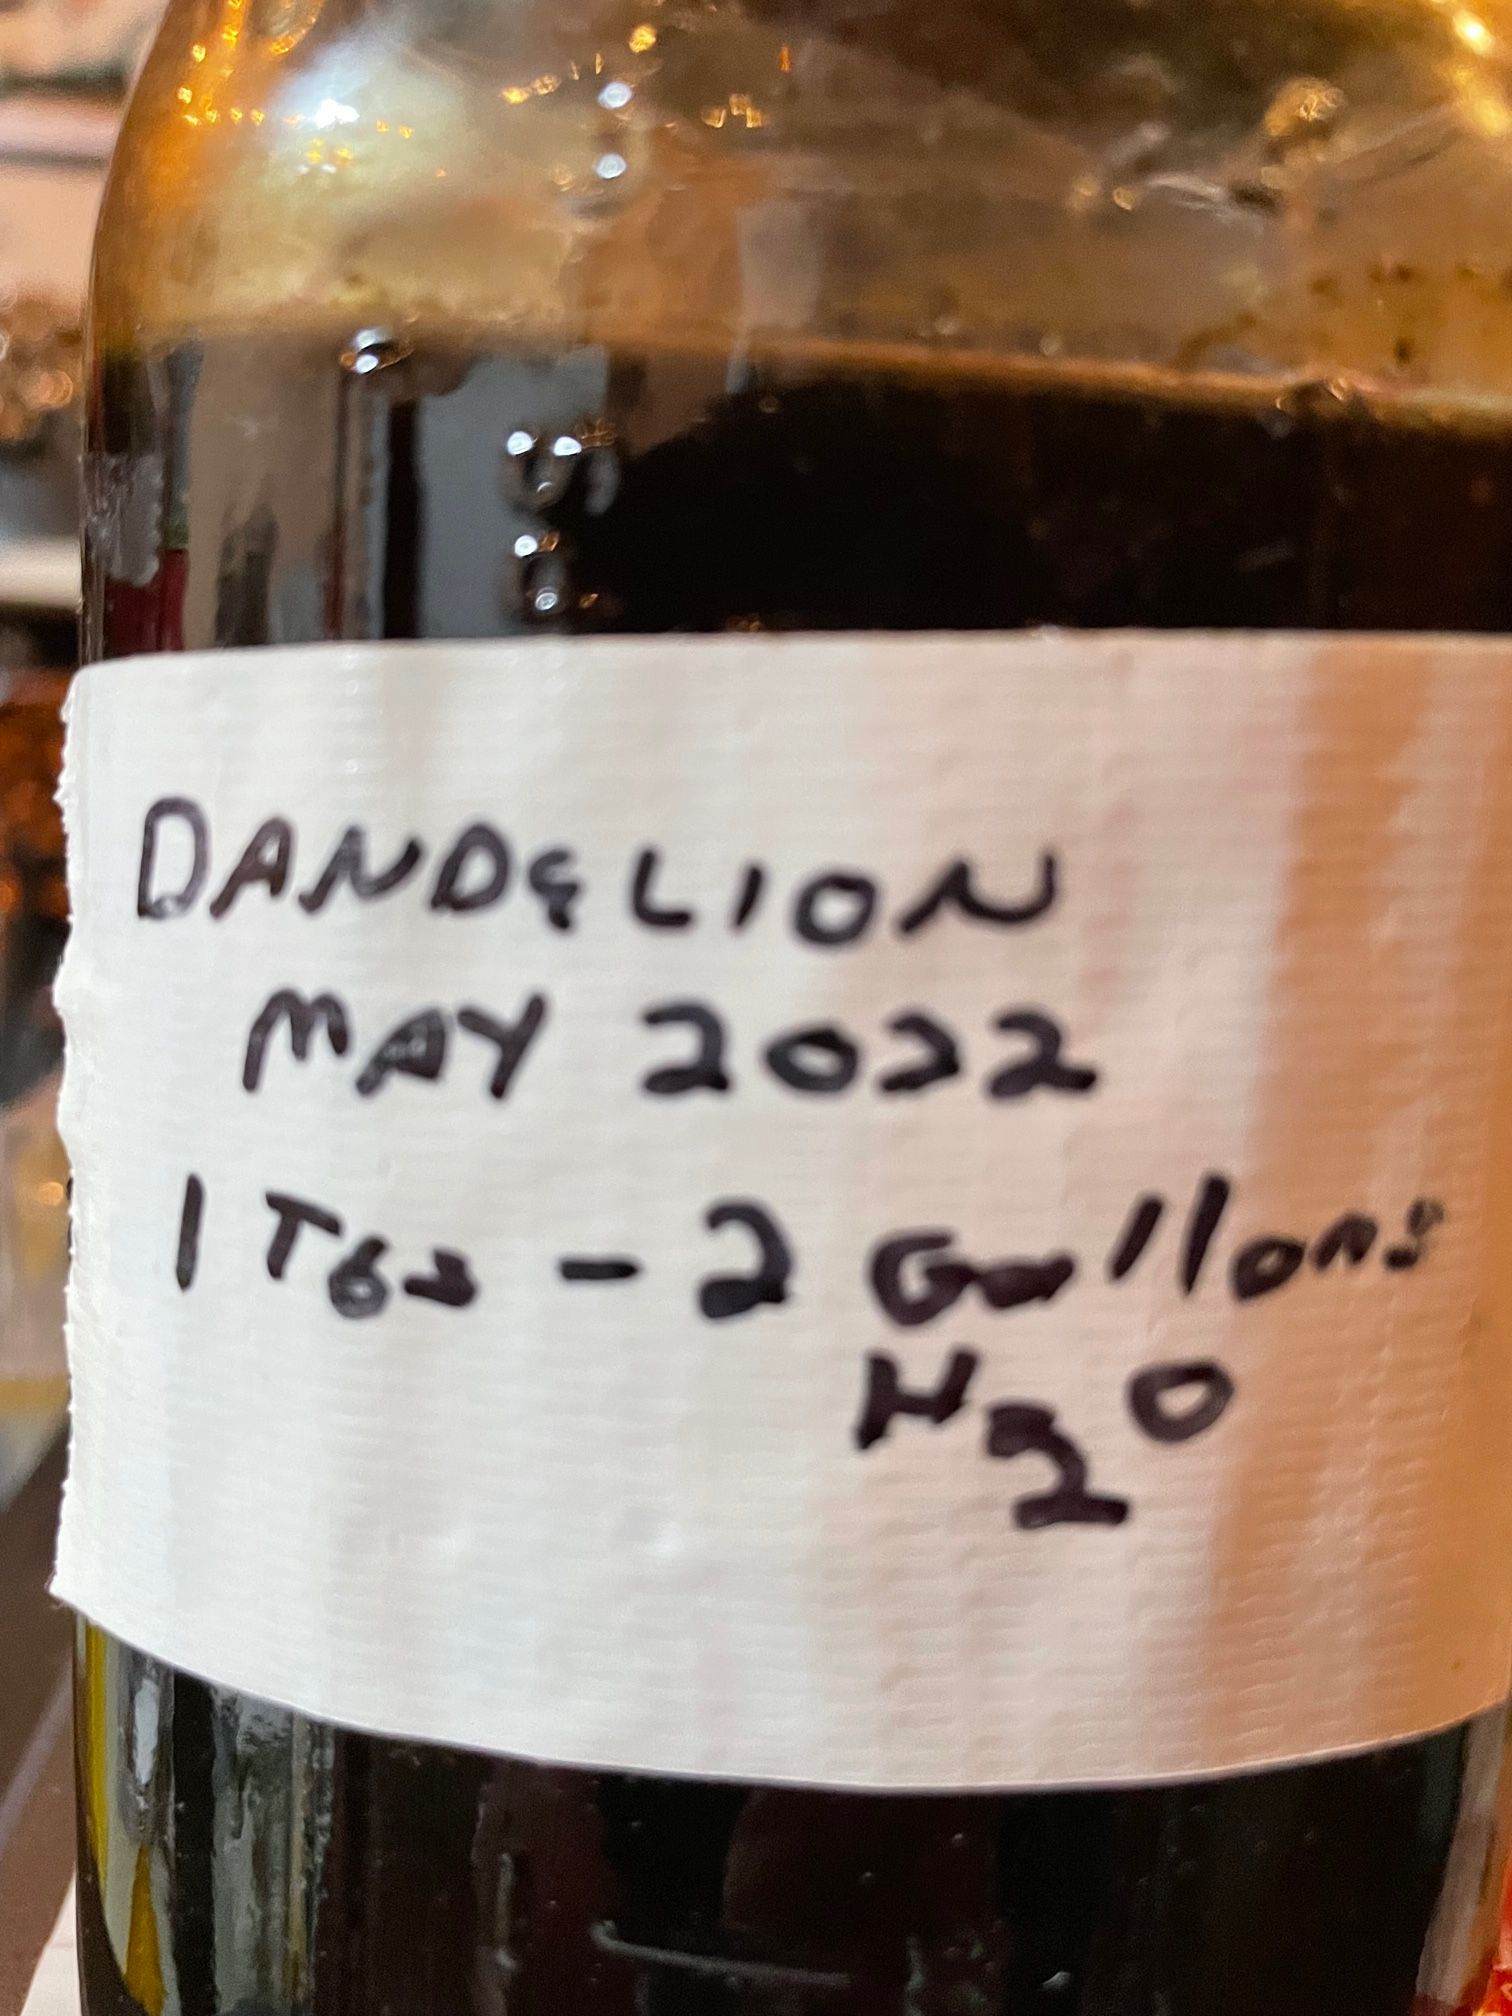 DANDELION
MAY 2022
1 TBS - 2 Gallons
H2O